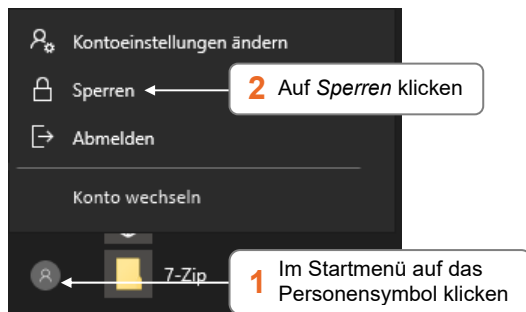 Kontoeinstellungen ändern
Sperren
2 Auf Sperren klicken
Abmelden
Konto wechseln
7-Zip
1 Im Startmenü auf das
Personensymbol klicken